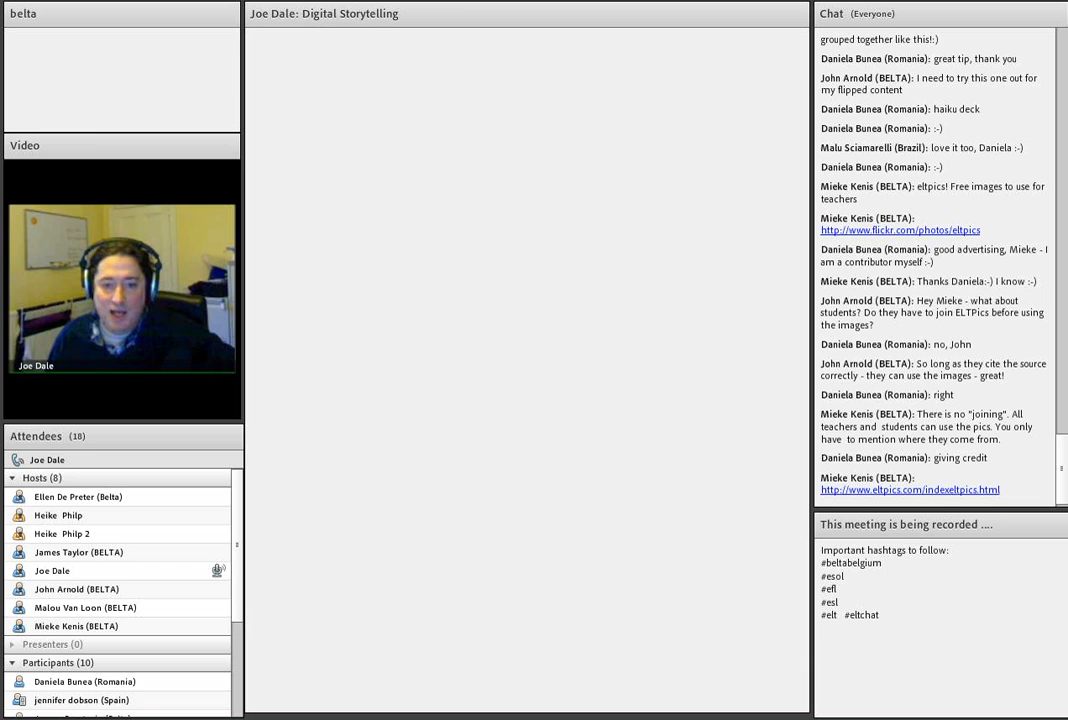 belta
Joe Dale: Digital Storytelling
Chat (Everyone)
Video
Joe Dale
Attendees (18)
Joe Dale
Hosts (8)
Ellen De Preter (Belta)
Heike Philp
Heike Philp 2
James Taylor (BELTA)
Joe Dale
John Arnold (BELTA)
Malou Van Loon (BELTA)
Mieke Kenis (BELTA)
Presenters (0)
Participants (10)
Daniela Bunea (Romania)
jennifer dobson (Spain)
grouped together like this!:)
Daniela Bunea (Romania): great tip, thank you
John Arnold (BELTA): I need to try this one out for
my flipped content
Daniela Bunea (Romania): haiku deck
Daniela Bunea (Romania): :-)
Malu Sciamarelli (Brazil): love it too, Daniela :-)
Daniela Bunea (Romania): :-)
Mieke Kenis (BELTA): eltpics! Free images to use for
teachers
Mieke Kenis (BELTA):
http://www.flickr.com/photos/eltpics
Daniela Bunea (Romania): good advertising, Mieke - I
am a contributor myself :-)
Mieke Kenis (BELTA): Thanks Daniela:-) I know :-)
John Arnold (BELTA): Hey Mieke - what about
students? Do they have to join ELTPics before using
the images?
Daniela Bunea (Romania): no, John
John Arnold (BELTA): So long as they cite the source
correctly - they can use the images - great!
Daniela Bunea (Romania): right
Mieke Kenis (BELTA): There is no "joining". All
teachers and students can use the pics. You only
have to mention where they come from.
Daniela Bunea (Romania): giving credit
Mieke Kenis (BELTA):
http://www.eltpics.com/indexeltpics.html
This meeting is being recorded ....
Important hashtags to follow:
#beltabelgium
#esol
#efl
#esl
#elt #eltchat